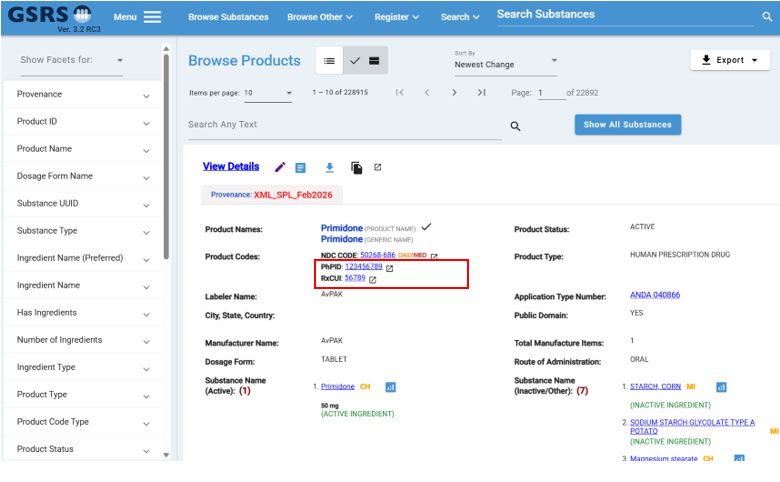 GSRS Menu Browse Substances Browse Other Register Search Search Substances
Ver. 3.2 RC3
Show Facets for:
Provenance
Product ID
Product Name
Dosage Form Name
Substance UUID
Substance Type
Ingredient Name (Preferred)
Ingredient Name
Has Ingredients
Number of Ingredients
Ingredient Type
Product Type
Product Code Type
Product Status
Browse Products
Sort By
Newest Change
Export
Items per page: 10 1 – 10 of 228915 Page: 1 of 22892
Search Any Text
Show All Substances
View Details
Provenance: XML_SPL_Feb2026
Product Names: Primidone (PRODUCT NAME)
Primidone (GENERIC NAME)
Product Status: ACTIVE
Product Codes: NDC CODE: 50268-686 DAILYMED
PhPID: 123456789
RxCUI: 56789
Product Type: HUMAN PRESCRIPTION DRUG
Labeler Name: AvPAK
Application Type Number: ANDA 040866
City, State, Country:
Public Domain: YES
Manufacturer Name: AvPAK
Total Manufacture Items: 1
Dosage Form: TABLET
Route of Administration: ORAL
Substance Name
(Active): (1)
1. Primidone CH
50 mg
(ACTIVE INGREDIENT)
Substance Name
(Inactive/Other): (7)
1. STARCH, CORN MI
(INACTIVE INGREDIENT)
2. SODIUM STARCH GLYCOLATE TYPE A
POTATO MI
(INACTIVE INGREDIENT)
3. Magnesium stearate CH